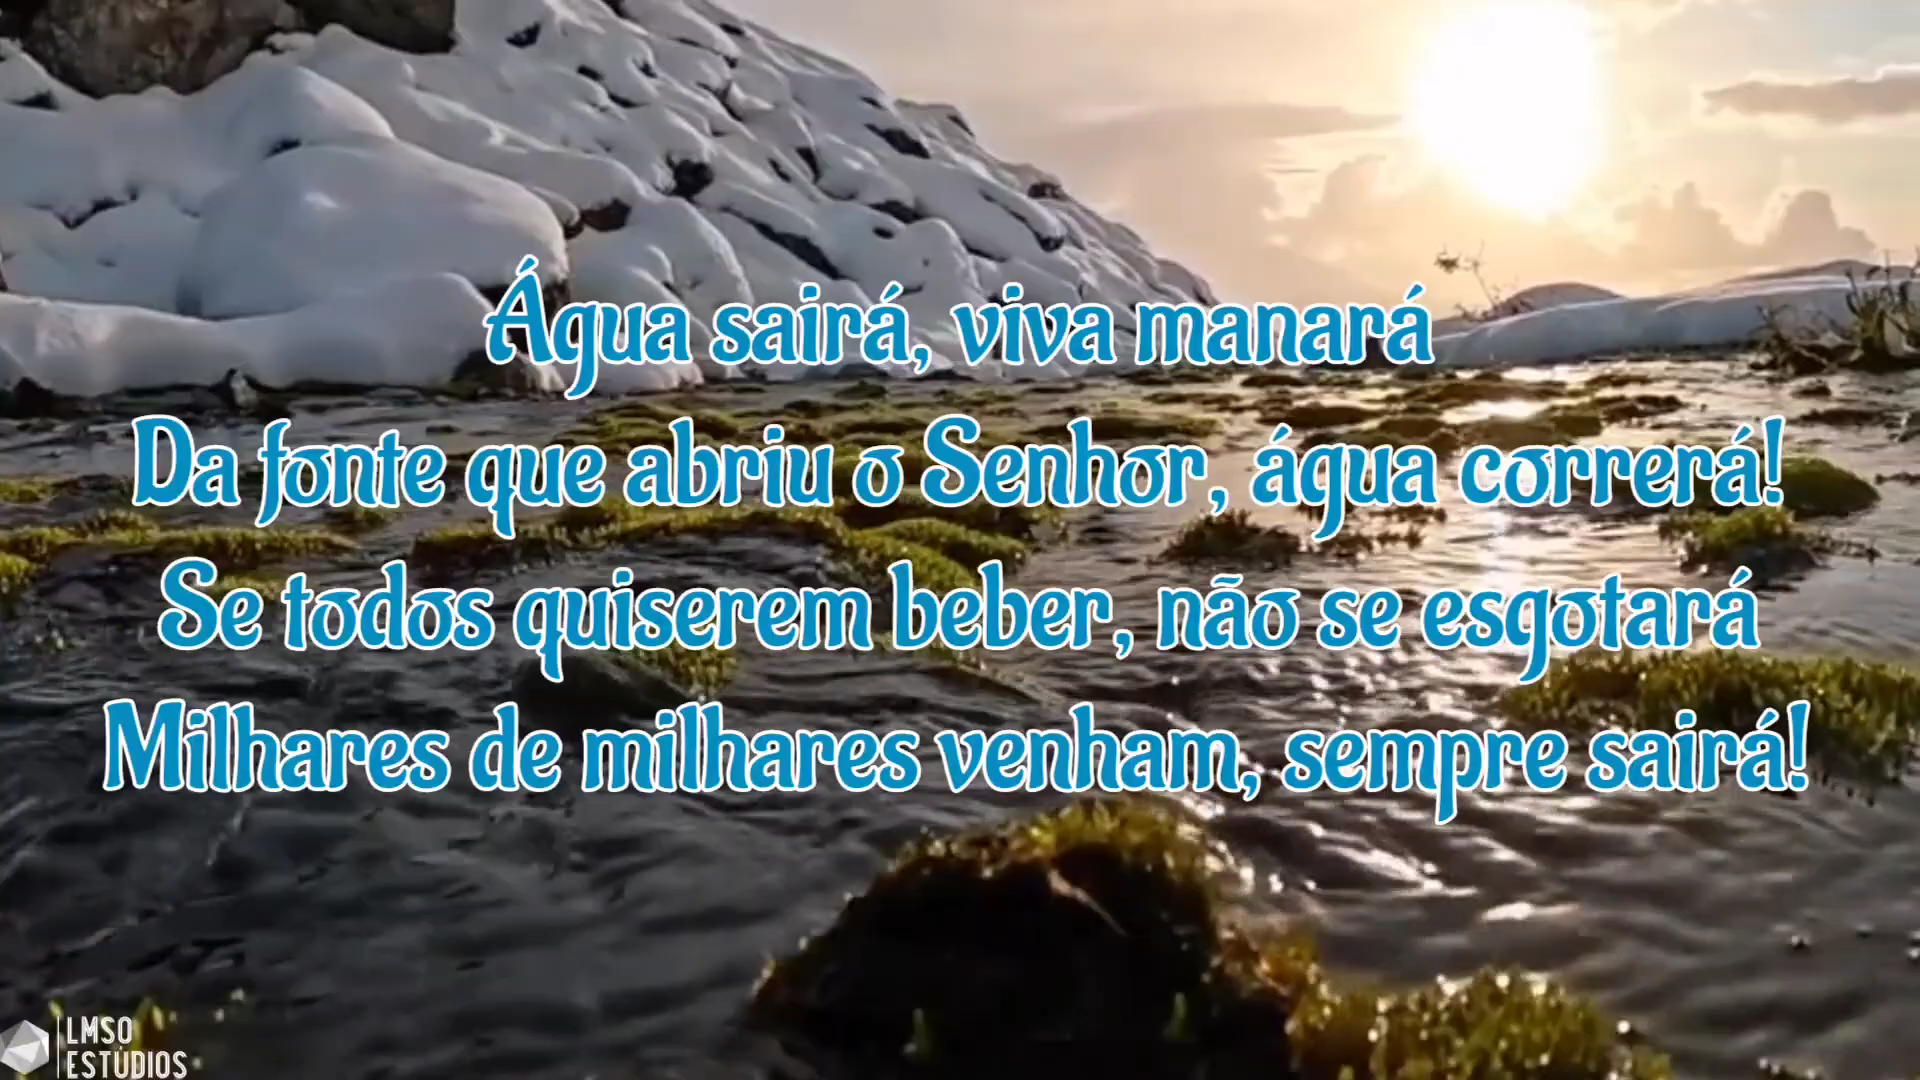 Água sairá, viva manará
Da fonte que abriu o Senhor, água correrá!
Se todos quiserem beber, não se esgotará
Milhares de milhares venham, sempre sairá!
LMSO
ESTÚDIOS